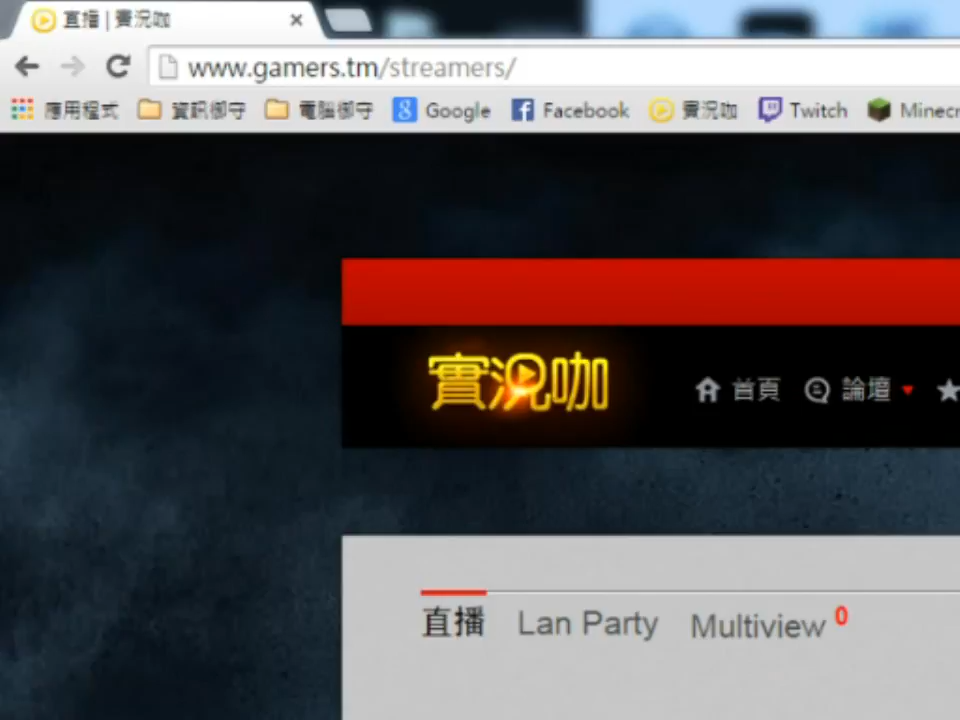 直播 | 實況咖
www.gamers.tm/streamers/
應用程式 資訊御守 電腦御守 Google Facebook 實況咖 Twitch Minecr
實況咖 首頁 論壇
直播 Lan Party Multiview 0